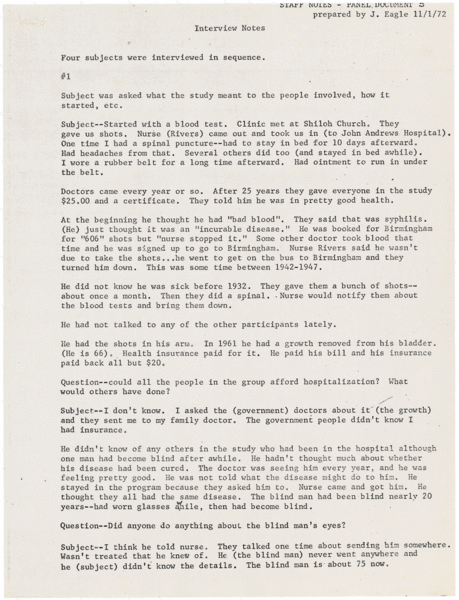 STAFF NOTES - PANEL DOCUMENT 8
prepared by J. Eagle 11/1/72
Interview Notes
Four subjects were interviewed in sequence.
#1
Subject was asked what the study meant to the people involved, how it
started, etc.
Subject--Started with a blood test. Clinic met at Shiloh Church. They
gave us shots. Nurse (Rivers) came out and took us in (to John Andrews Hospital).
One time I had a spinal puncture--had to stay in bed for 10 days afterward.
Had headaches from that. Several others did too (and stayed in bed awhile).
I wore a rubber belt for a long time afterward. Had ointment to run in under
the belt.
Doctors came every year or so. After 25 years they gave everyone in the study
$25.00 and a certificate. They told him he was in pretty good health.
At the beginning he thought he had "bad blood". They said that was syphilis.
(He) just thought it was an "incurable disease." He was booked for Birmingham
for "606" shots but "nurse stopped it." Some other doctor took blood that
time and he was signed up to go to Birmingham. Nurse Rivers said he wasn't
due to take the shots...he went to get on the bus to Birmingham and they
turned him down. This was some time between 1942-1947.
He did not know he was sick before 1932. They gave him a bunch of shots--
about once a month. Then they did a spinal. Nurse would notify them about
the blood tests and bring them down.
He had not talked to any of the other participants lately.
He had the shots in his arm. In 1961 he had a growth removed from his bladder.
(He is 66). Health insurance paid for it. He paid his bill and his insurance
paid back all but $20.
Question--could all the people in the group afford hospitalization? What
would others have done?
Subject--I don't know. I asked the (government) doctors about it (the growth)
and they sent me to my family doctor. The government people didn't know I
had insurance.
He didn't know of any others in the study who had been in the hospital although
one man had become blind after awhile. He hadn't thought much about whether
his disease had been cured. The doctor was seeing him every year, and he was
feeling pretty good. He was not told what the disease might do to him. He
stayed in the program because they asked him to. Nurse came and got him. He
thought they all had the same disease. The blind man had been blind nearly 20
years--had worn glasses awhile, then had become blind.
Question--Did anyone do anything about the blind man's eyes?
Subject--I think he told nurse. They talked one time about sending him somewhere.
Wasn't treated that he knew of. He (the blind man) never went anywhere and
he (subject) didn't know the details. The blind man is about 75 now.